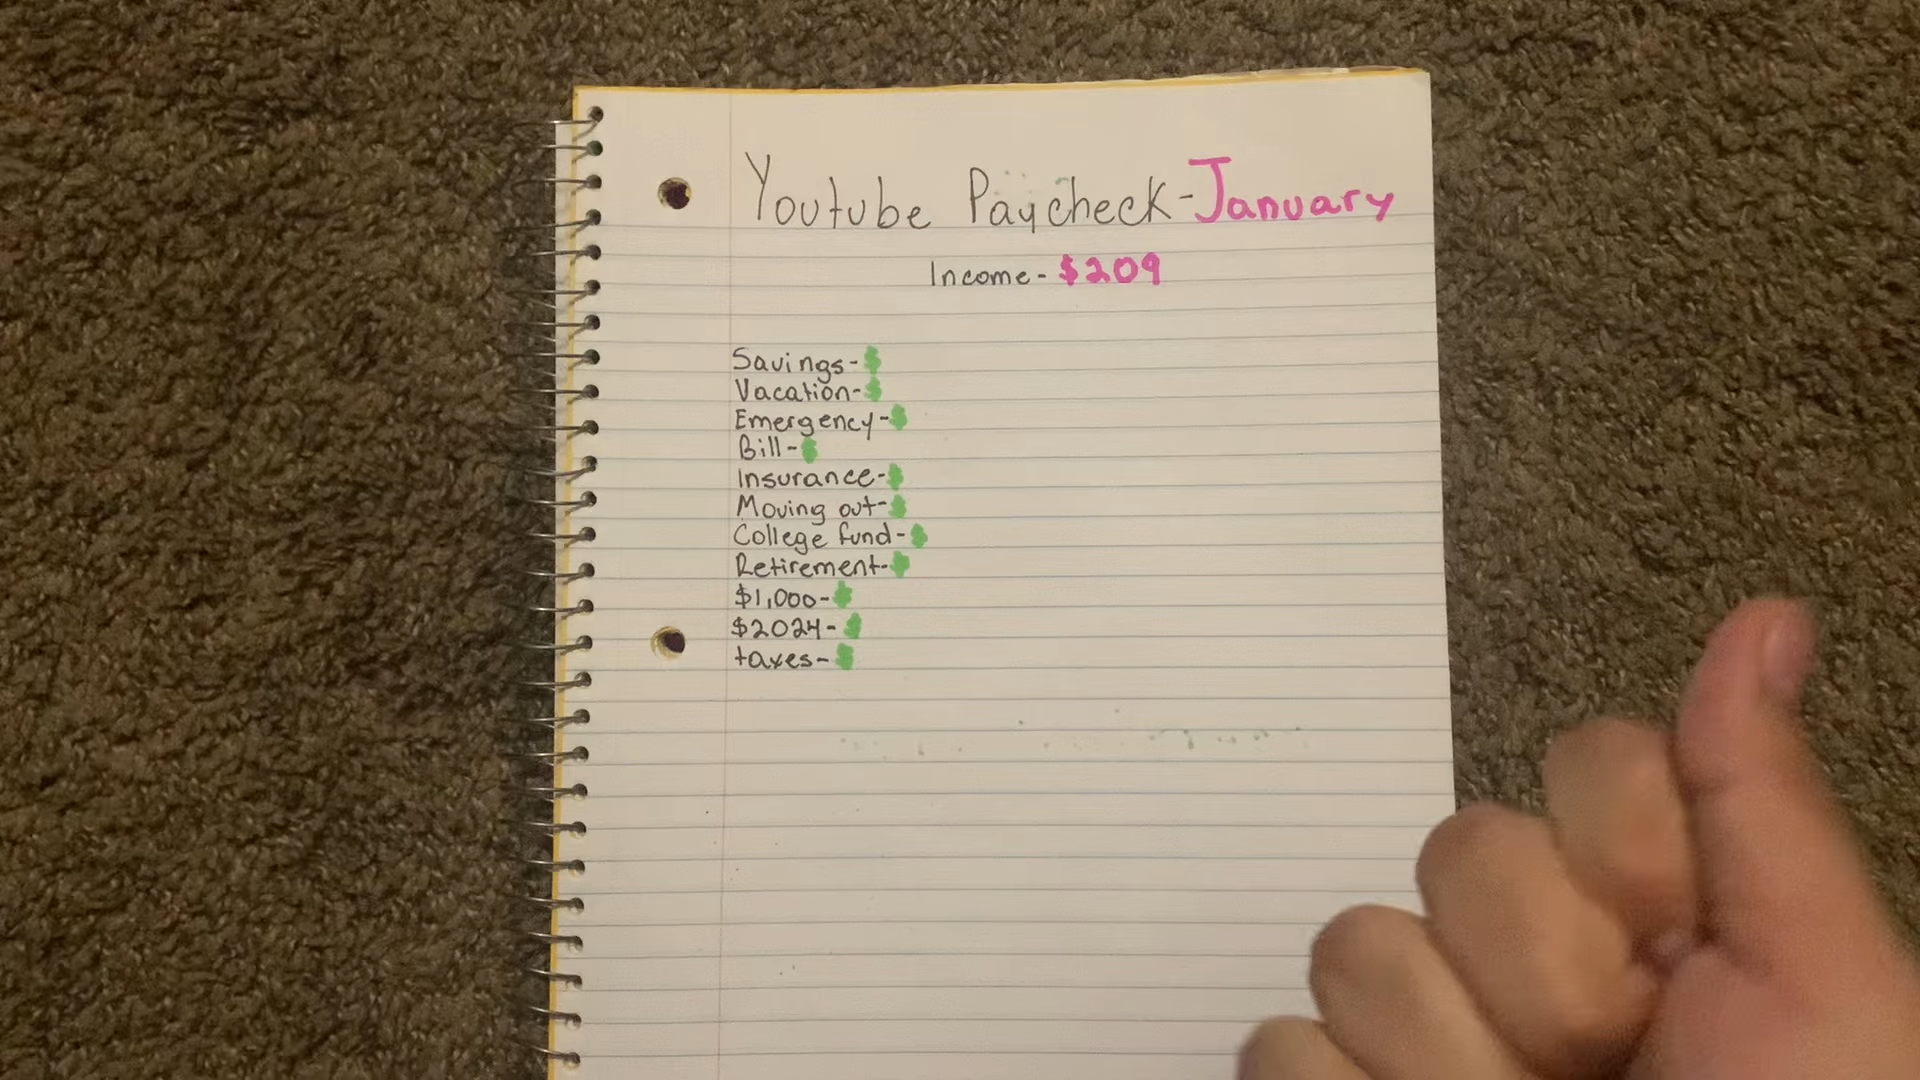 Youtube Paycheck-January
Income-$209
Savings-$
Vacation-$
Emergency-$
Bill-$
Insurance-$
Moving out-$
College fund-$
Retirement-$
$1,000-$
$2024-$
taxes-$